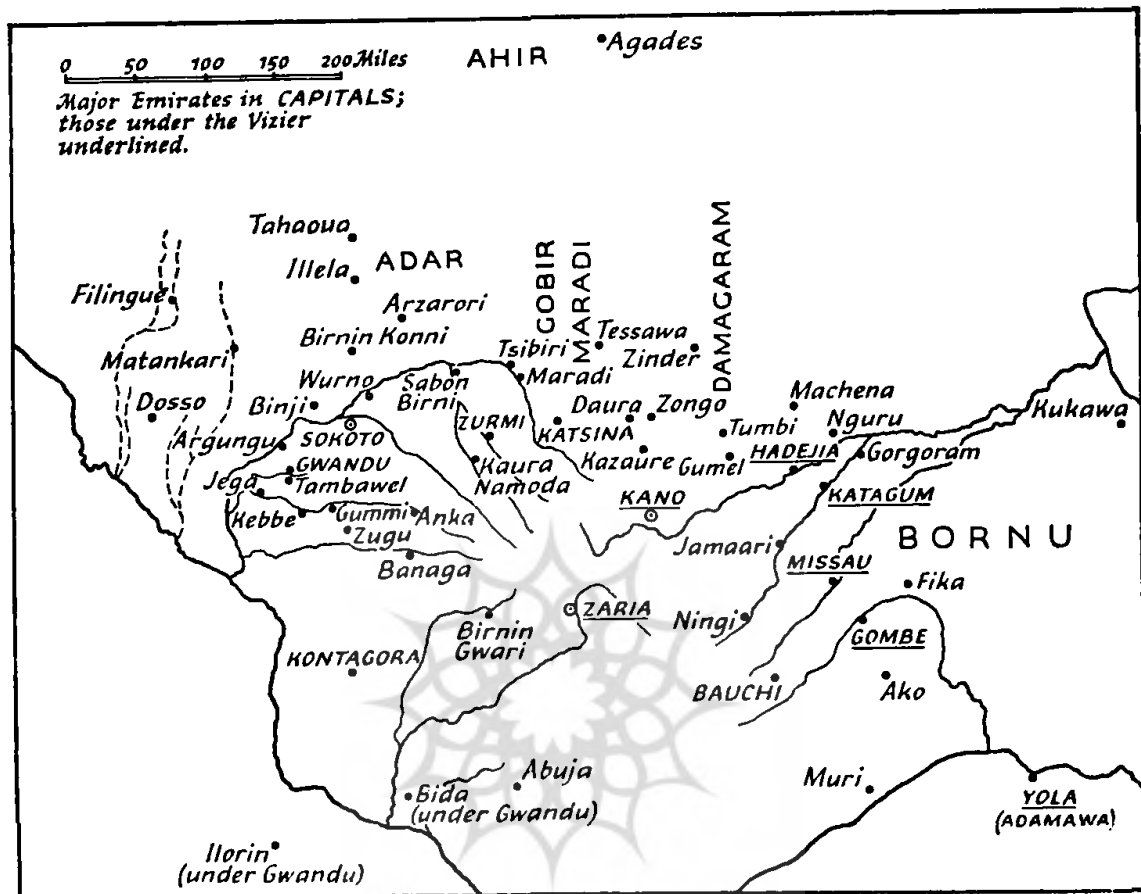 0 50 100 150 200 Miles
Major Emirates in CAPITALS;
those under the Vizier
underlined.
AHIR
Agades
Tahaoua
ADAR
Illela
GOBIR
MARADI
DAMAGARAM
Filingue
Arzarori
Birnin Konni
Tessawa
Zinder
Matankari
Tsibiri
Maradi
Wurno
Sabon
Birni
Machena
Dosso
Binji
Daura
Zongo
Kukawa
Argungu
SOKOTO
ZURMI
KATSINA
Tumbi
Nguru
GWANDU
Kaura
Namoda
Kazaure
Gumel
HADEJIA
Gorgoram
Jega
Tambawel
KANO
KATAGUM
Kebbe
Gummi
Anka
BORNU
Zugu
Jamaari
MISSAU
Banaga
Fika
Birnin
Gwari
ZARIA
Ningi
GOMBE
KONTAGORA
BAUCHI
Ako
Bida
(under Gwandu)
Abuja
Muri
YOLA
(ADAMAWA)
Ilorin
(under Gwandu)